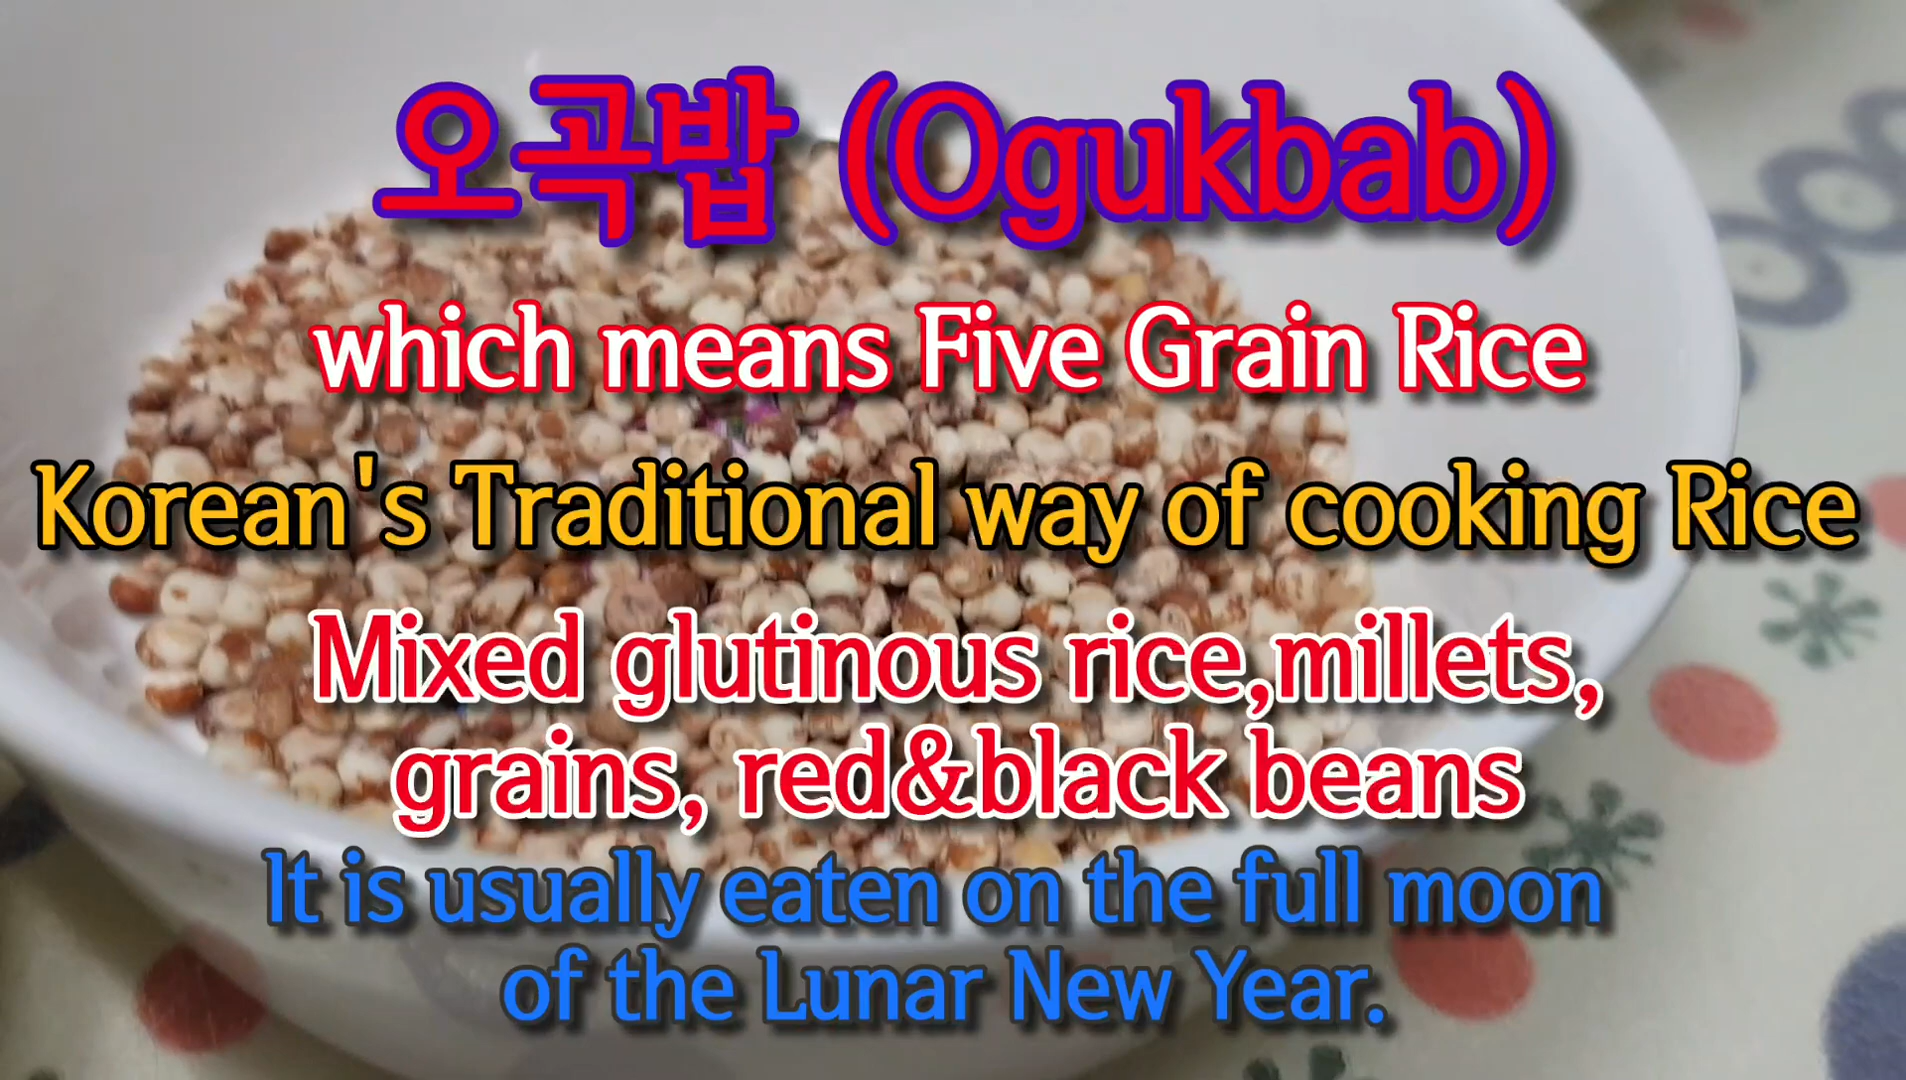 오곡밥 (Ogukbab)
which means Five Grain Rice
Korean's Traditional way of cooking Rice
Mixed glutinous rice,millets,
grains, red&black beans
It is usually eaten on the full moon
of the Lunar New Year.